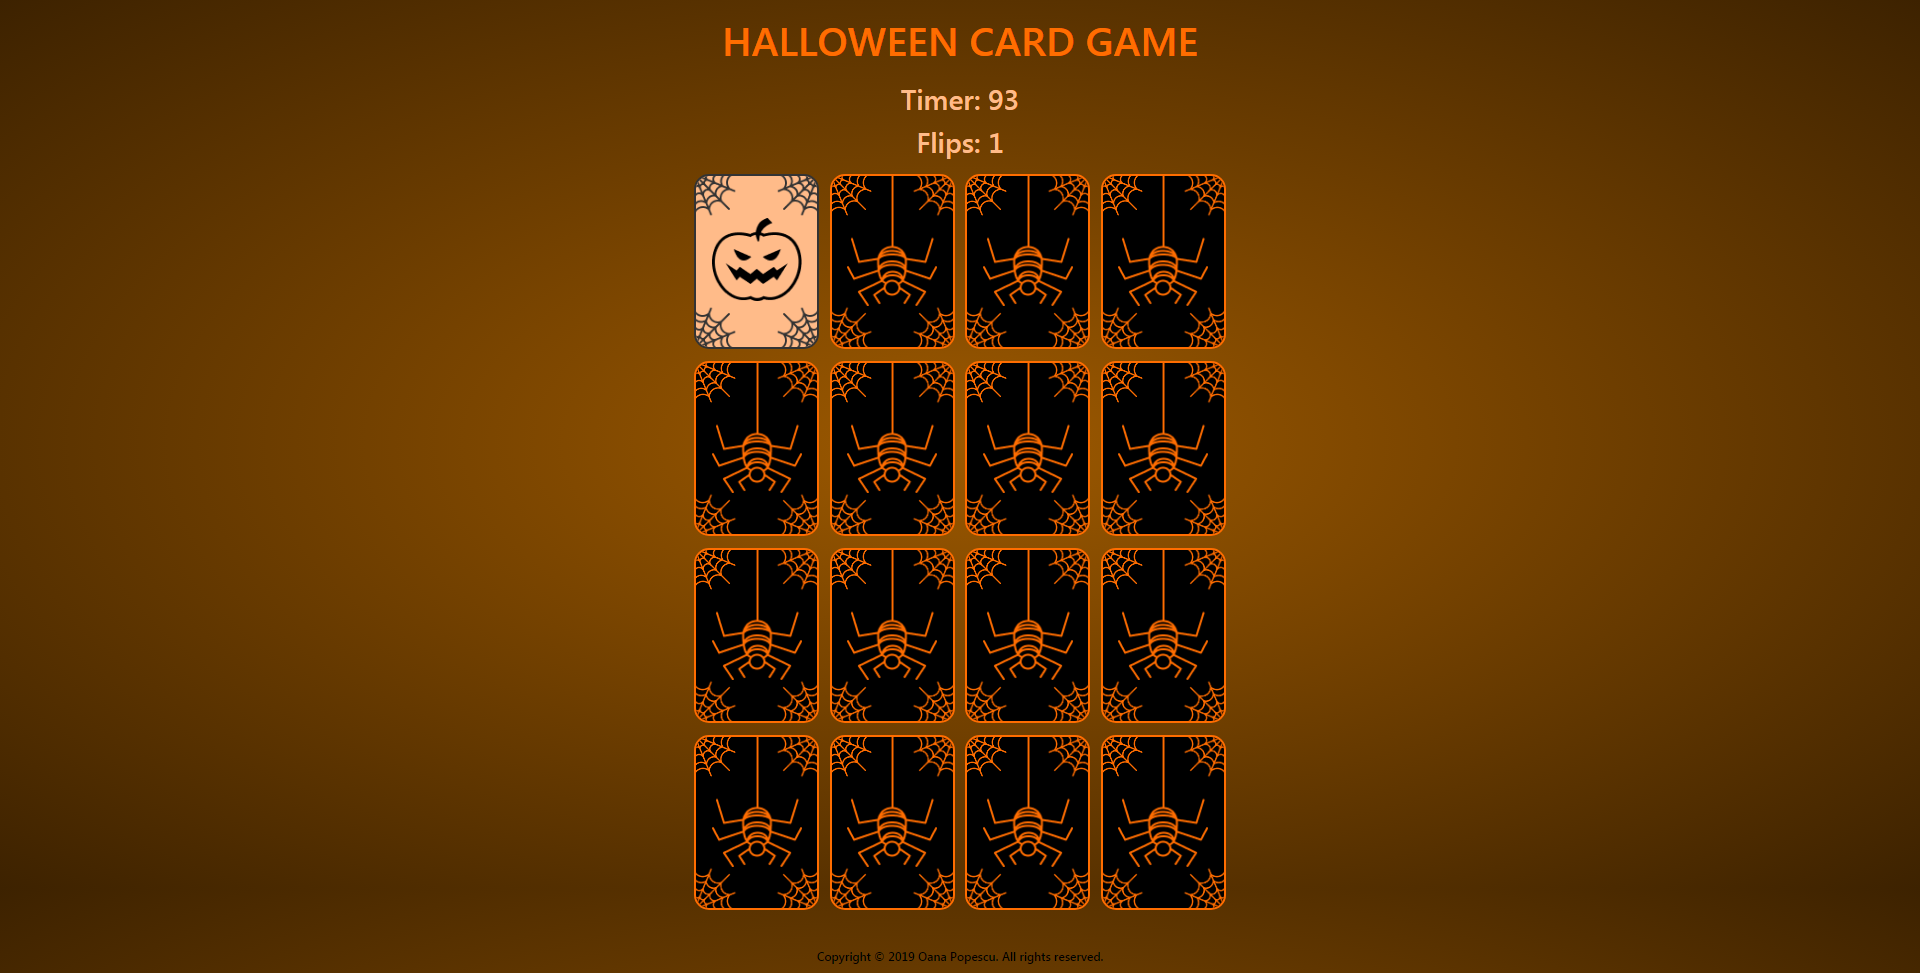 HALLOWEEN CARD GAME
Timer: 93
Flips: 1
Copyright © 2019 Oana Popescu. All rights reserved.